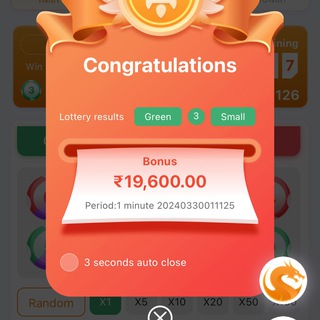 Congratulations
Lottery results Green 3 Small
Bonus
₹19,600.00
Period:1 minute 20240330011125
3 seconds auto close
Win
3
7
126
Random X1 X5 X10 X20 X50